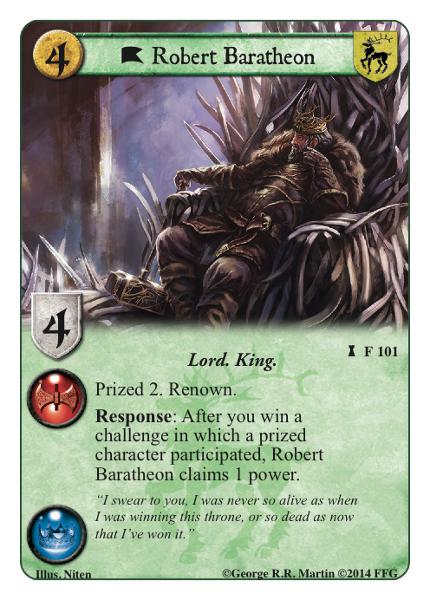 4
Robert Baratheon
4
F 101
Lord. King.
Prized 2. Renown.
Response: After you win a
challenge in which a prized
character participated, Robert
Baratheon claims 1 power.
“I swear to you, I was never so alive as when
I was winning this throne, or so dead as now
that I’ve won it.”
Illus. Niten
©George R.R. Martin ©2014 FFG